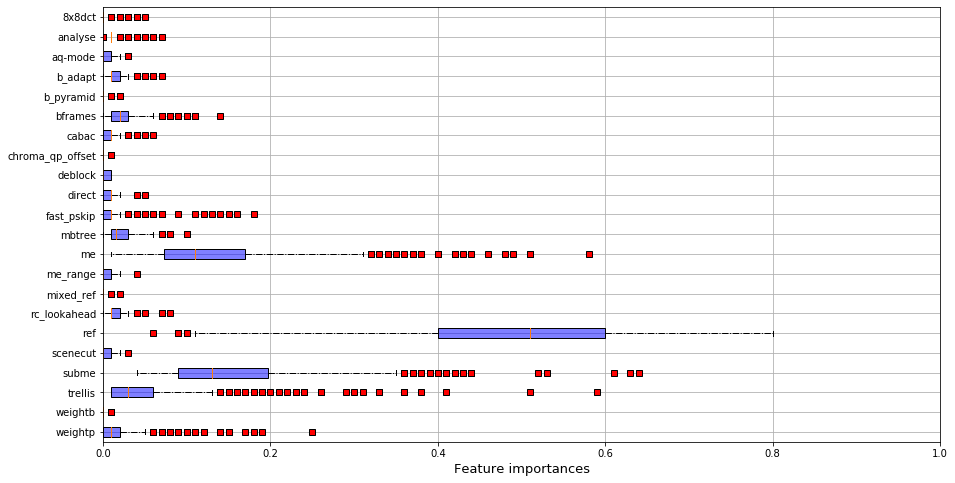 8x8dct
analyse
aq-mode
b_adapt
b_pyramid
bframes
cabac
chroma_qp_offset
deblock
direct
fast_pskip
mbtree
me
me_range
mixed_ref
rc_lookahead
ref
scenecut
subme
trellis
weightb
weightp
0.0 0.2 0.4 0.6 0.8 1.0
Feature importances